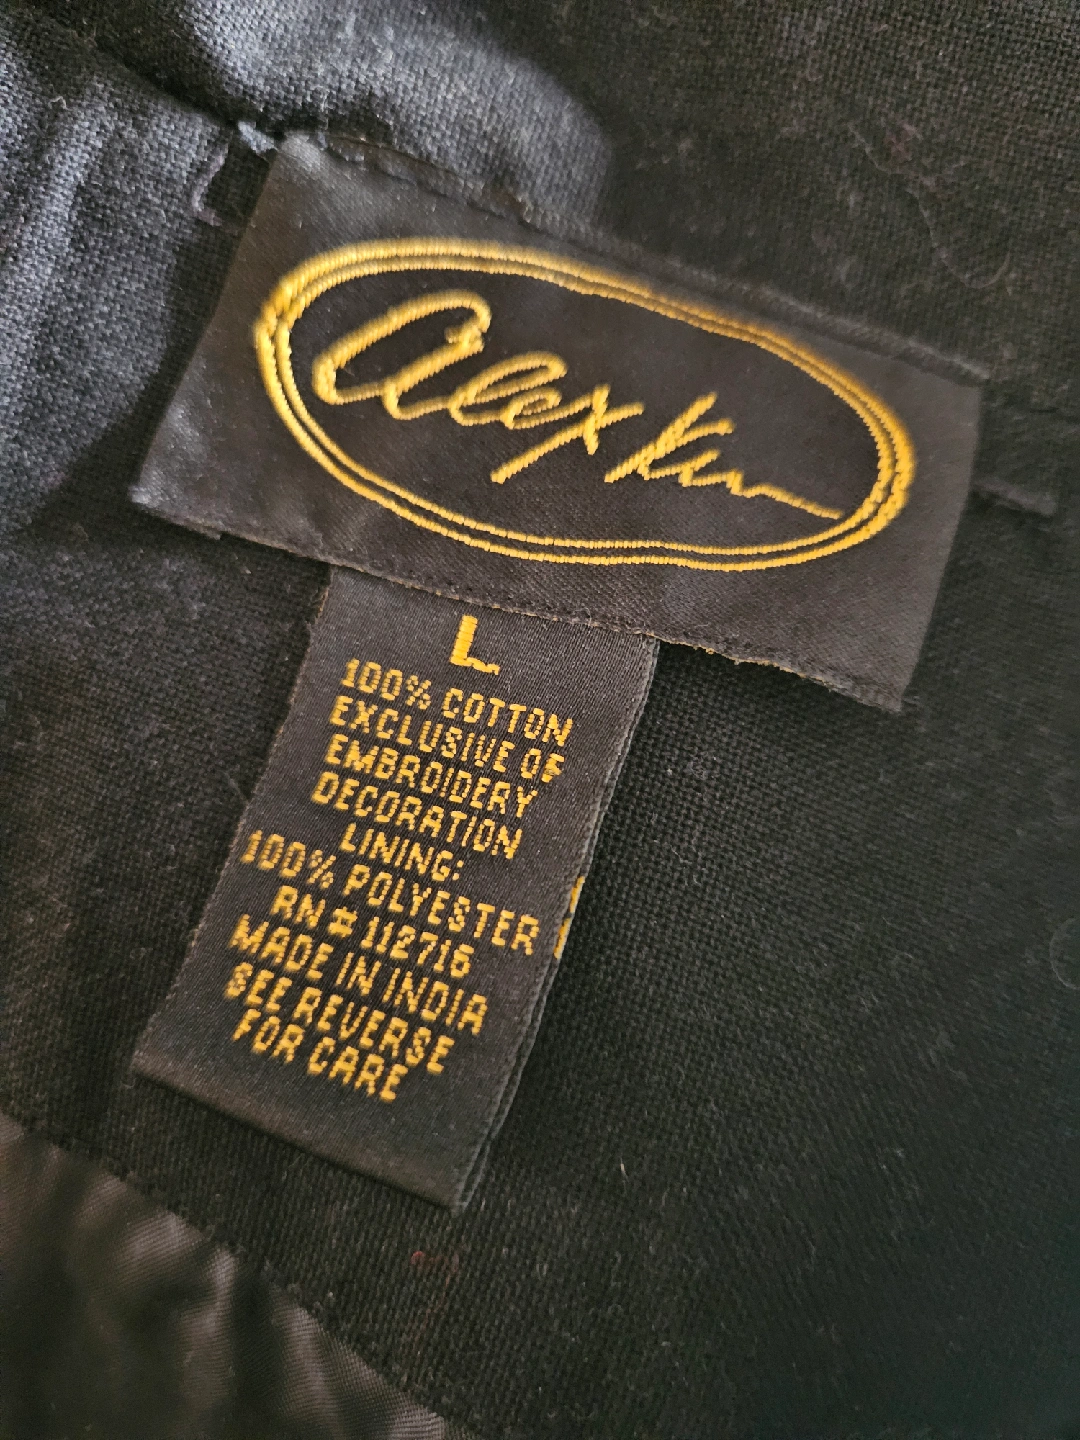 Alex Kim
L
100% COTTON
EXCLUSIVE OF
EMBROIDERY
DECORATION
LINING:
100% POLYESTER
RN # 112716
MADE IN INDIA
SEE REVERSE
FOR CARE